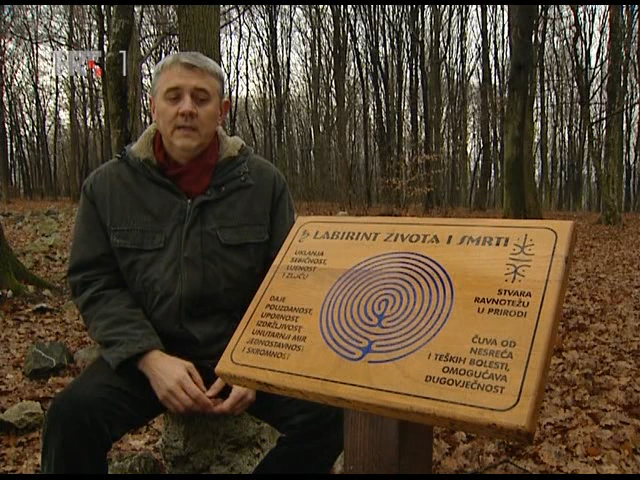 HRT 1
LABIRINT ŽIVOTA I SMRTI
UKLANJA
SEBIČNOST,
LIJENOST
I ZLOĆU
DAJE
POUZDANOST,
UPORNOST,
IZDRŽLJIVOST,
UNUTARNJI MIR
JEDNOSTAVNOST
I SKROMNOST
STVARA
RAVNOTEŽU
U PRIRODI
ČUVA OD
NESREĆA
I TEŠKIH BOLESTI,
OMOGUĆAVA
DUGOVJEČNOST